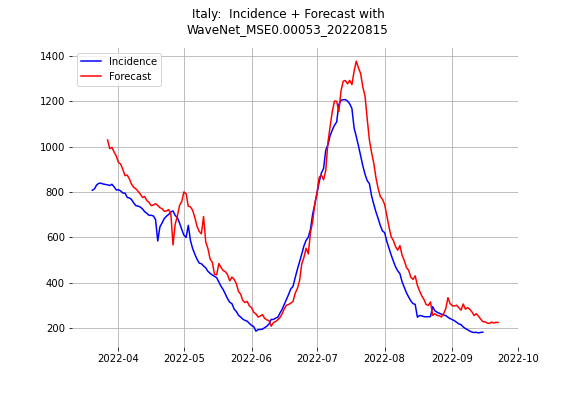 Italy:  Incidence + Forecast with
WaveNet_MSE0.00053_20220815
Incidence
Forecast
1400
1200
1000
800
600
400
200
2022-04 2022-05 2022-06 2022-07 2022-08 2022-09 2022-10